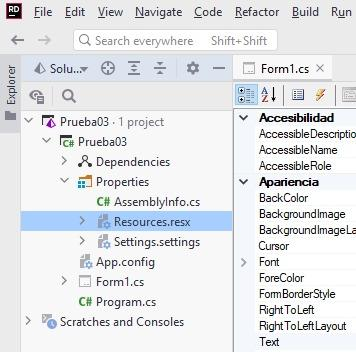 RD
File
Edit
View
Navigate
Code
Refactor
Build
Run
Search everywhere
Shift+Shift
Explorer
Solu...
Form1.cs
Prueba03 · 1 project
Prueba03
Dependencies
Properties
C# AssemblyInfo.cs
Resources.resx
Settings.settings
App.config
Form1.cs
C# Program.cs
Scratches and Consoles
Accesibilidad
AccessibleDescriptio
AccessibleName
AccessibleRole
Apariencia
BackColor
BackgroundImage
BackgroundImageLa
Cursor
Font
ForeColor
FormBorderStyle
RightToLeft
RightToLeftLayout
Text